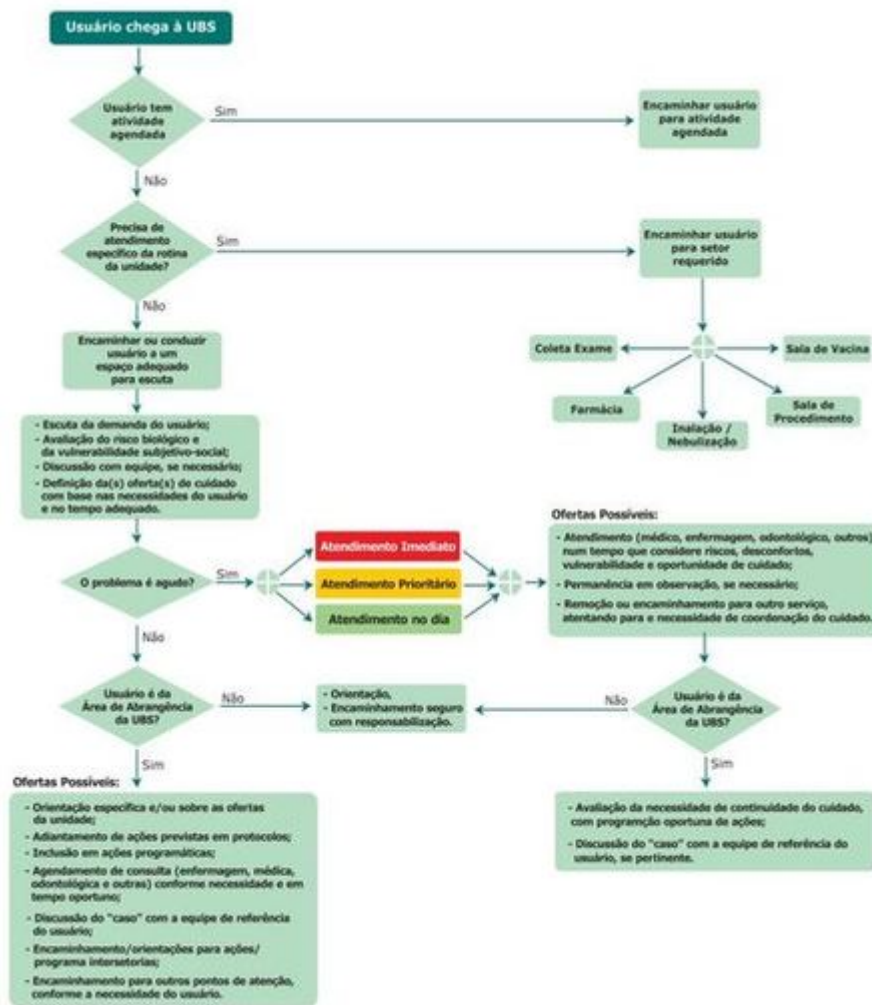 Usuário chega à UBS
Usuário tem
atividade
agendada
Sim
Encaminhar usuário
para atividade
agendada
Não
Precisa de
atendimento
específico da rotina
da unidade?
Sim
Encaminhar usuário
para setor
requerido
Não
Encaminhar ou conduzir
usuário a um
espaço adequado
para escuta
Coleta Exame
Sala de Vacina
Farmácia
Inalação /
Nebulização
Sala de
Procedimento
- Escuta da demanda do usuário;
- Avaliação do risco biológico e
da vulnerabilidade subjetivo-social;
- Discussão com equipe, se necessário;
- Definição da(s) oferta(s) de cuidado
com base nas necessidades do usuário
e no tempo adequado.
O problema é agudo?
Sim
Atendimento Imediato
Atendimento Prioritário
Atendimento no dia
Ofertas Possíveis:
- Atendimento (médico, enfermagem, odontológico, outros)
num tempo que considere riscos, desconfortos,
vulnerabilidade e oportunidade de cuidado;
- Permanência em observação, se necessário;
- Remoção ou encaminhamento para outro serviço,
atentando para e necessidade de coordenação do cuidado.
Não
Usuário é da
Área de Abrangência
da UBS?
Não
- Orientação,
- Encaminhamento seguro
com responsabilização.
Não
Usuário é da
Área de Abrangência
da UBS?
Sim
Sim
Ofertas Possíveis:
- Orientação específica e/ou sobre as ofertas
da unidade;
- Adiantamento de ações previstas em protocolos;
- Inclusão em ações programáticas;
- Agendamento de consulta (enfermagem, médica,
odontológica e outras) conforme necessidade e em
tempo oportuno;
- Discussão do "caso" com a equipe de referência
do usuário;
- Encaminhamento/orientações para ações/
programa intersetorias;
- Encaminhamento para outros pontos de atenção,
conforme a necessidade do usuário.
- Avaliação da necessidade de continuidade do cuidado,
com programção oportuna de ações;
- Discussão do "caso" com a equipe de referência do
usuário, se pertinente.